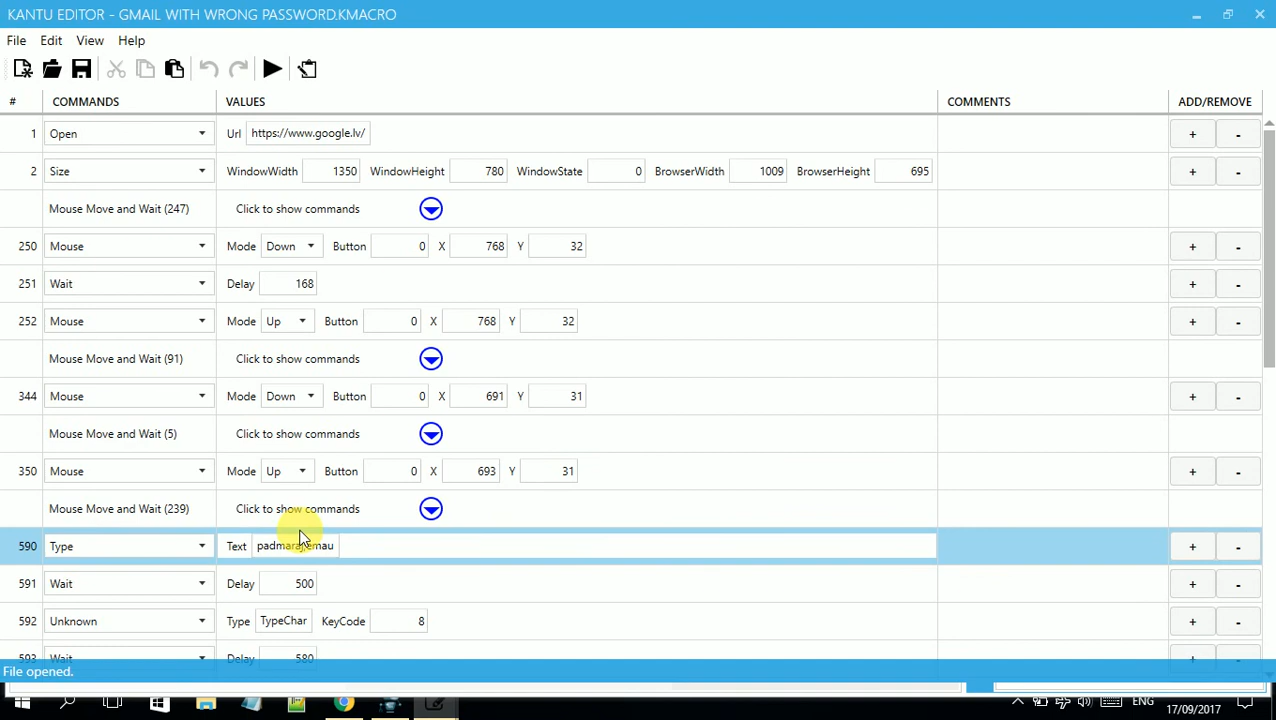 KANTU EDITOR - GMAIL WITH WRONG PASSWORD.KMACRO
File Edit View Help
# COMMANDS VALUES COMMENTS ADD/REMOVE
1 Open Url https://www.google.lv/ + -
2 Size WindowWidth 1350 WindowHeight 780 WindowState 0 BrowserWidth 1009 BrowserHeight 695 + -
Mouse Move and Wait (247) Click to show commands
250 Mouse Mode Down Button 0 X 768 Y 32 + -
251 Wait Delay 168 + -
252 Mouse Mode Up Button 0 X 768 Y 32 + -
Mouse Move and Wait (91) Click to show commands
344 Mouse Mode Down Button 0 X 691 Y 31 + -
Mouse Move and Wait (5) Click to show commands
350 Mouse Mode Up Button 0 X 693 Y 31 + -
Mouse Move and Wait (239) Click to show commands
590 Type Text + -
591 Wait Delay 500 + -
592 Unknown Type TypeChar KeyCode 8 + -
593 Wait Delay 580 + -
File opened.
ENG
17/09/2017